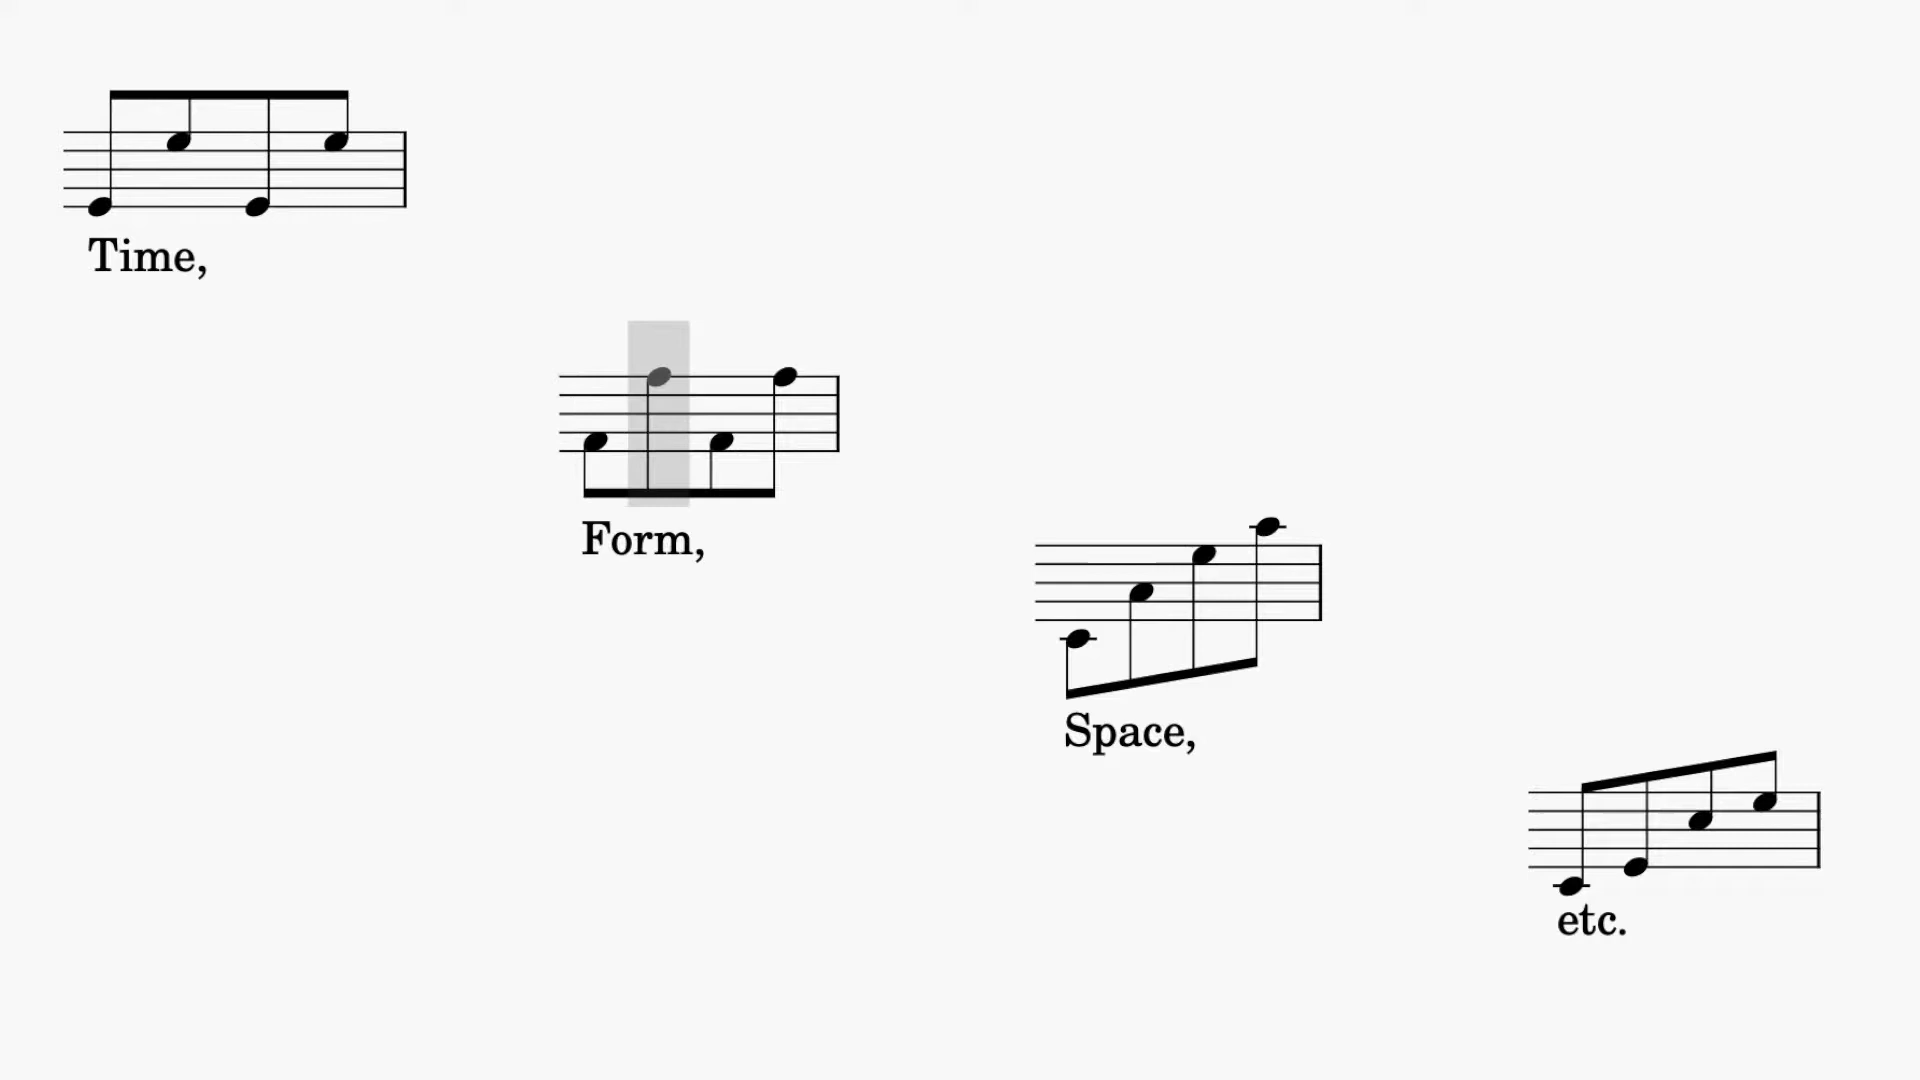 Time,
Form,
Space,
etc.